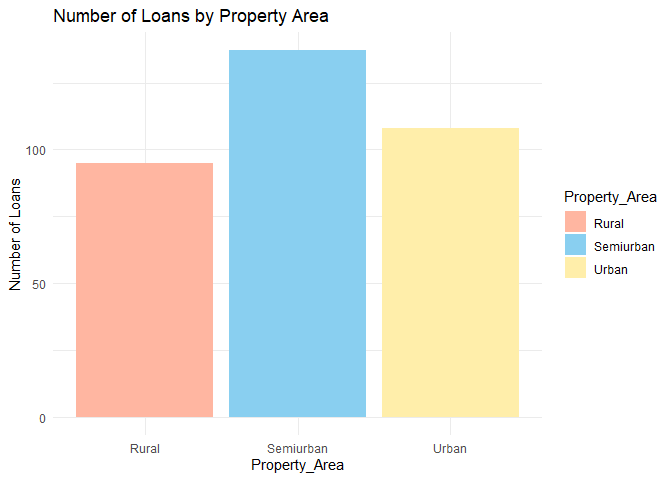 Number of Loans by Property Area
Number of Loans
100
50
0
Rural
Semiurban
Urban
Property_Area
Property_Area
Rural
Semiurban
Urban